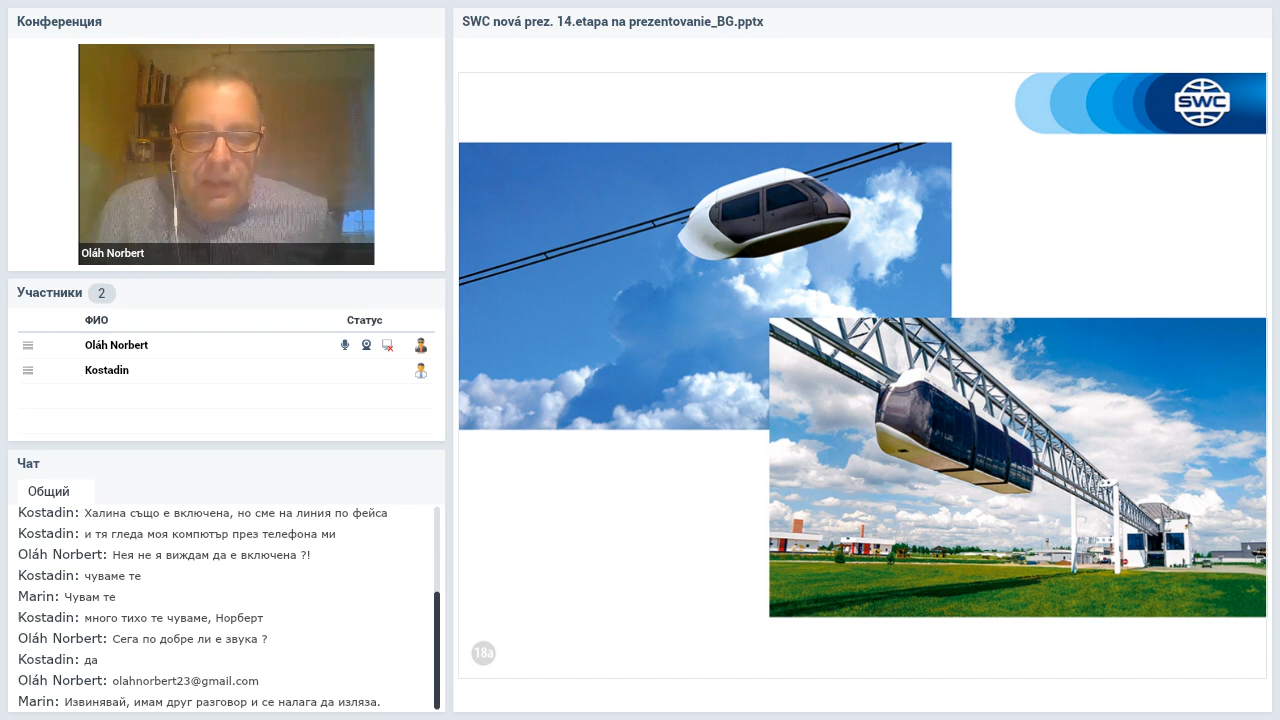 Конференция
Oláh Norbert
Участники 2
ФИО Статус
Oláh Norbert
Kostadin
Чат
Общий
Kostadin: Халина също е включена, но сме на линия по фейса
Kostadin: и тя гледа моя компютър през телефона ми
Oláh Norbert: Нея не я виждам да е включена ?!
Kostadin: чуваме те
Marin: Чувам те
Kostadin: много тихо те чуваме, Норберт
Oláh Norbert: Сега по добре ли е звука ?
Kostadin: да
Oláh Norbert: olahnorbert23@gmail.com
Marin: Извинявай, имам друг разговор и се налага да изляза.
SWC nová prez. 14.etapa na prezentovanie_BG.pptx
SWC
18a